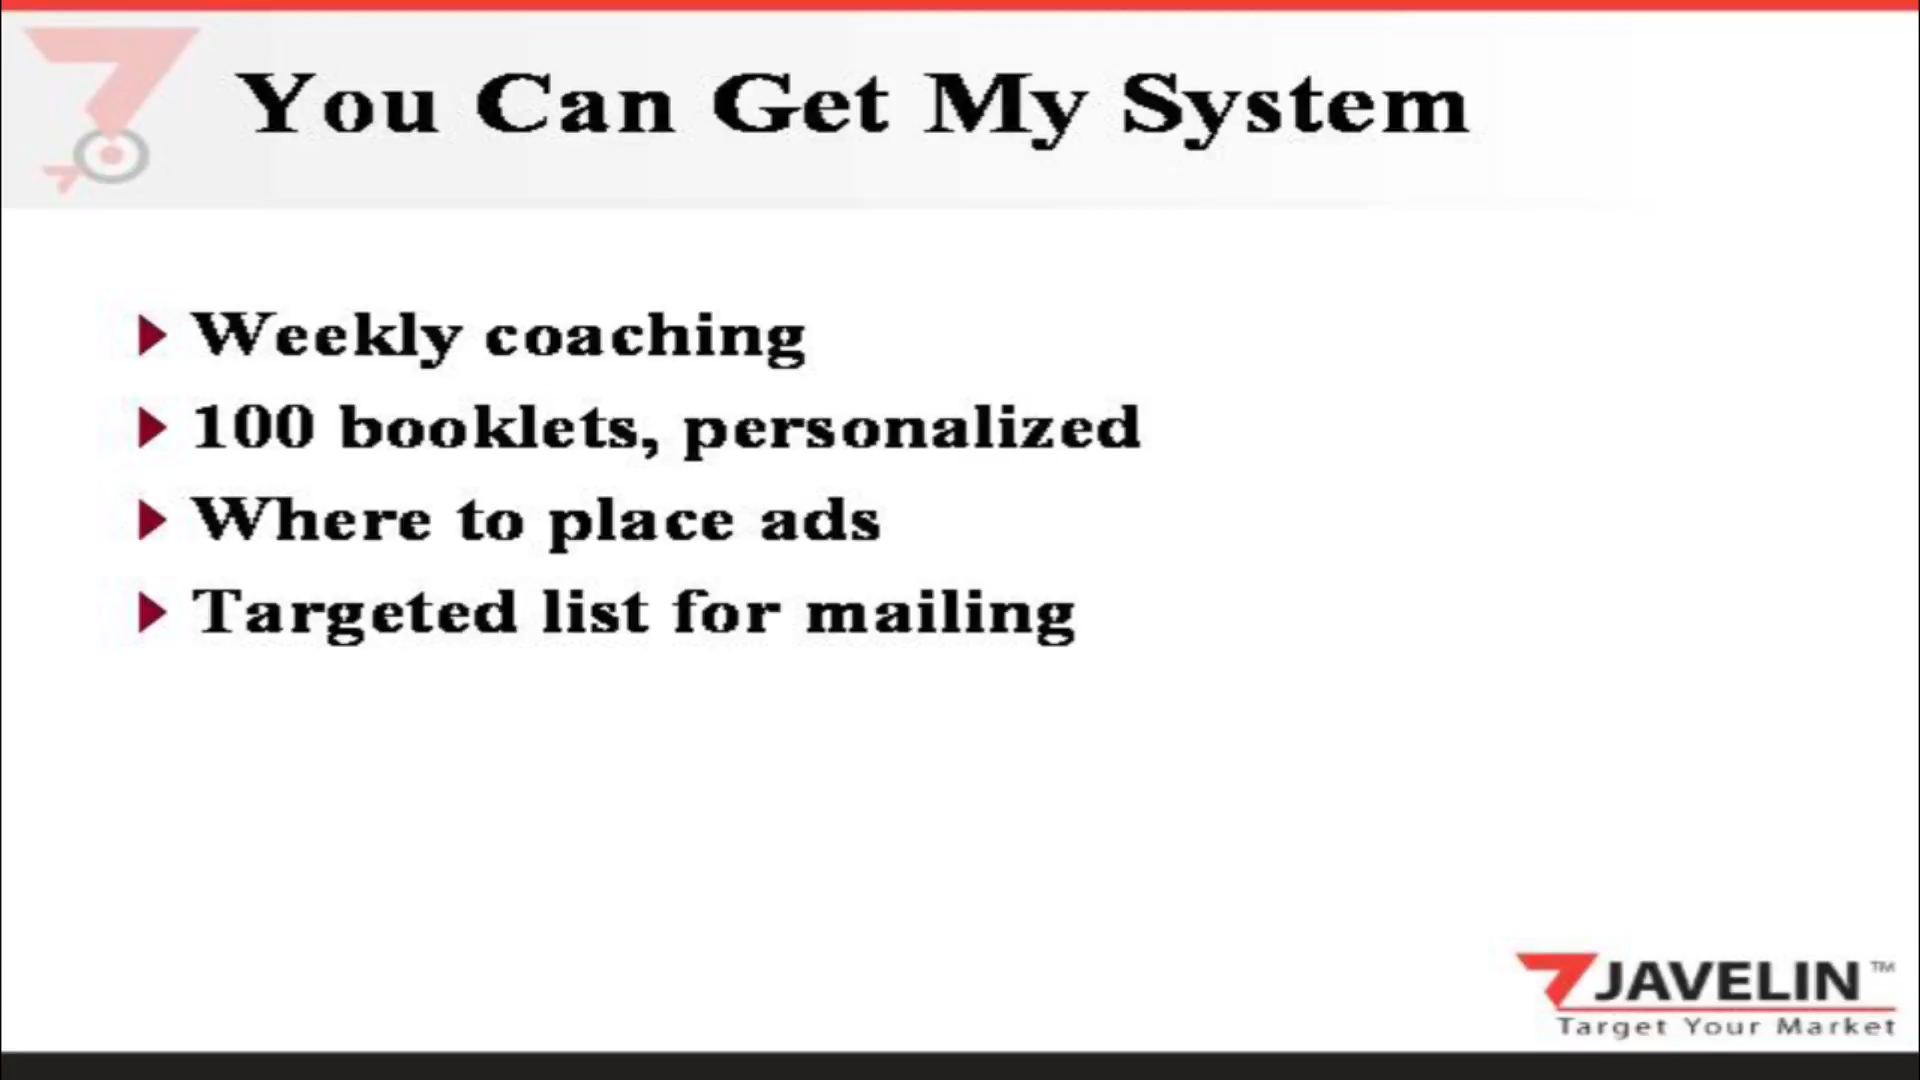 You Can Get My System
Weekly coaching
100 booklets, personalized
Where to place ads
Targeted list for mailing
JAVELIN™
Target Your Market